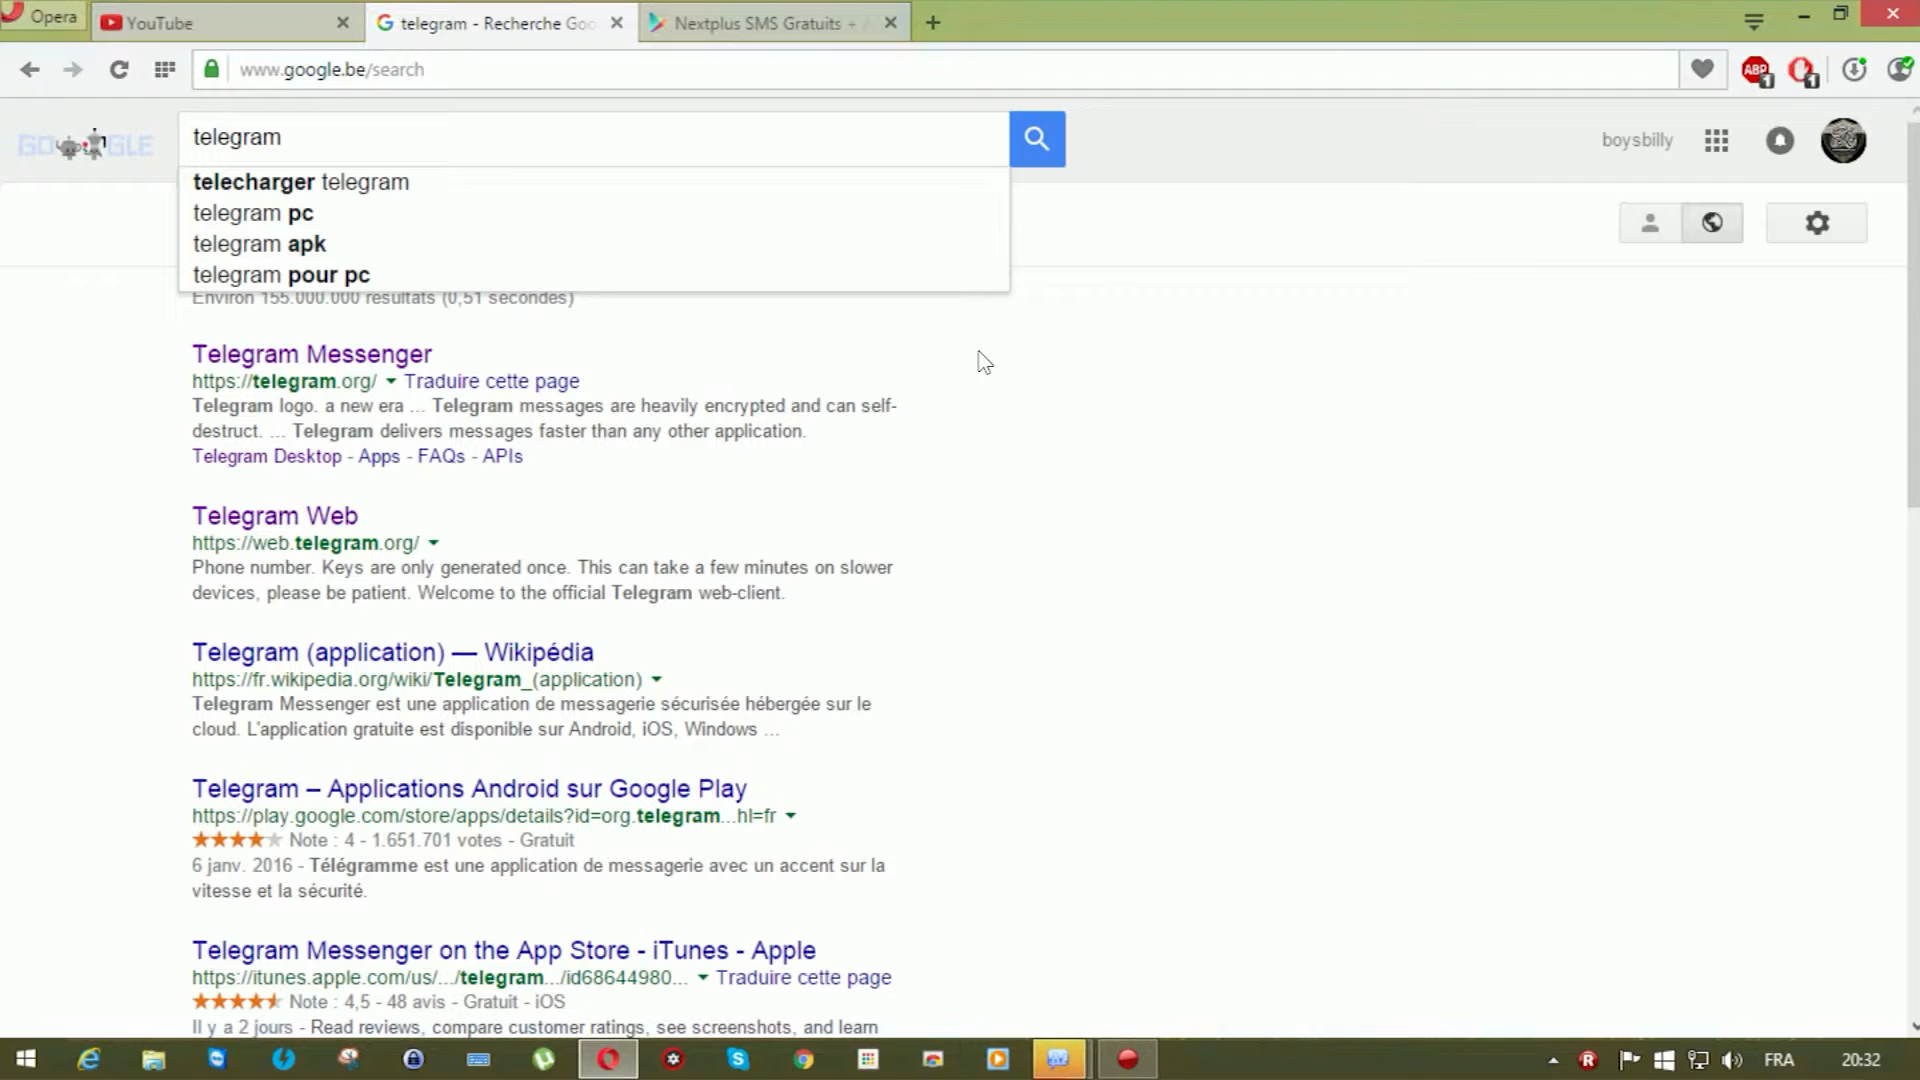 Opera
YouTube
telegram - Recherche Goo
Nextplus SMS Gratuits +
www.google.be/search
ABP
1
1
telegram
boysbilly
telecharger telegram
telegram pc
telegram apk
telegram pour pc
Environ 155.000.000 résultats (0,51 secondes)
Telegram Messenger
https://telegram.org/ Traduire cette page
Telegram logo. a new era ... Telegram messages are heavily encrypted and can self-
destruct. ... Telegram delivers messages faster than any other application.
Telegram Desktop - Apps - FAQs - APIs
Telegram Web
https://web.telegram.org/
Phone number. Keys are only generated once. This can take a few minutes on slower
devices, please be patient. Welcome to the official Telegram web-client.
Telegram (application) — Wikipédia
https://fr.wikipedia.org/wiki/Telegram_(application)
Telegram Messenger est une application de messagerie sécurisée hébergée sur le
cloud. L'application gratuite est disponible sur Android, iOS, Windows ...
Telegram – Applications Android sur Google Play
https://play.google.com/store/apps/details?id=org.telegram...hl=fr
Note : 4 - 1.651.701 votes - Gratuit
6 janv. 2016 - Télégramme est une application de messagerie avec un accent sur la
vitesse et la sécurité.
Telegram Messenger on the App Store - iTunes - Apple
https://itunes.apple.com/us/.../telegram.../id68644980... Traduire cette page
Note : 4,5 - 48 avis - Gratuit - iOS
Il y a 2 jours - Read reviews, compare customer ratings, see screenshots, and learn
FRA
20:32